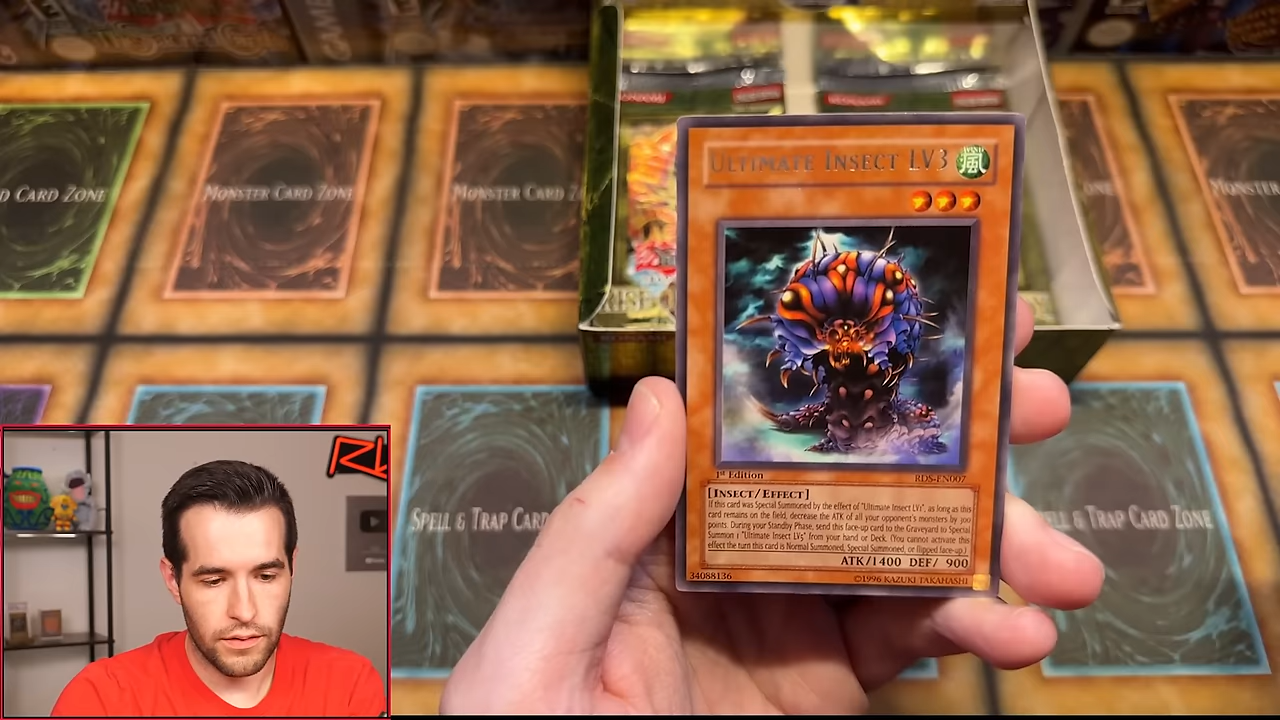 D CARD ZONE
MONSTER CARD ZONE
MONSTER CARD
MONSTER
ULTIMATE INSECT LV3
WIND
風
1st Edition
RDS-EN007
[INSECT/EFFECT]
If this card was Special Summoned by the effect of "Ultimate Insect LV1", as long as this
card remains on the field, decrease the ATK of all your opponent's monsters by 300
points. During your Standby Phase, send this face-up card to the Graveyard to Special
Summon 1 "Ultimate Insect LV5" from your hand or Deck. (You cannot activate this
effect the turn this card is Normal Summoned, Special Summoned, or flipped face-up.)
ATK/1400 DEF/ 900
34088136
©1996 KAZUKI TAKAHASHI
SPELL & TRAP CARD
& TRAP CARD ZONE